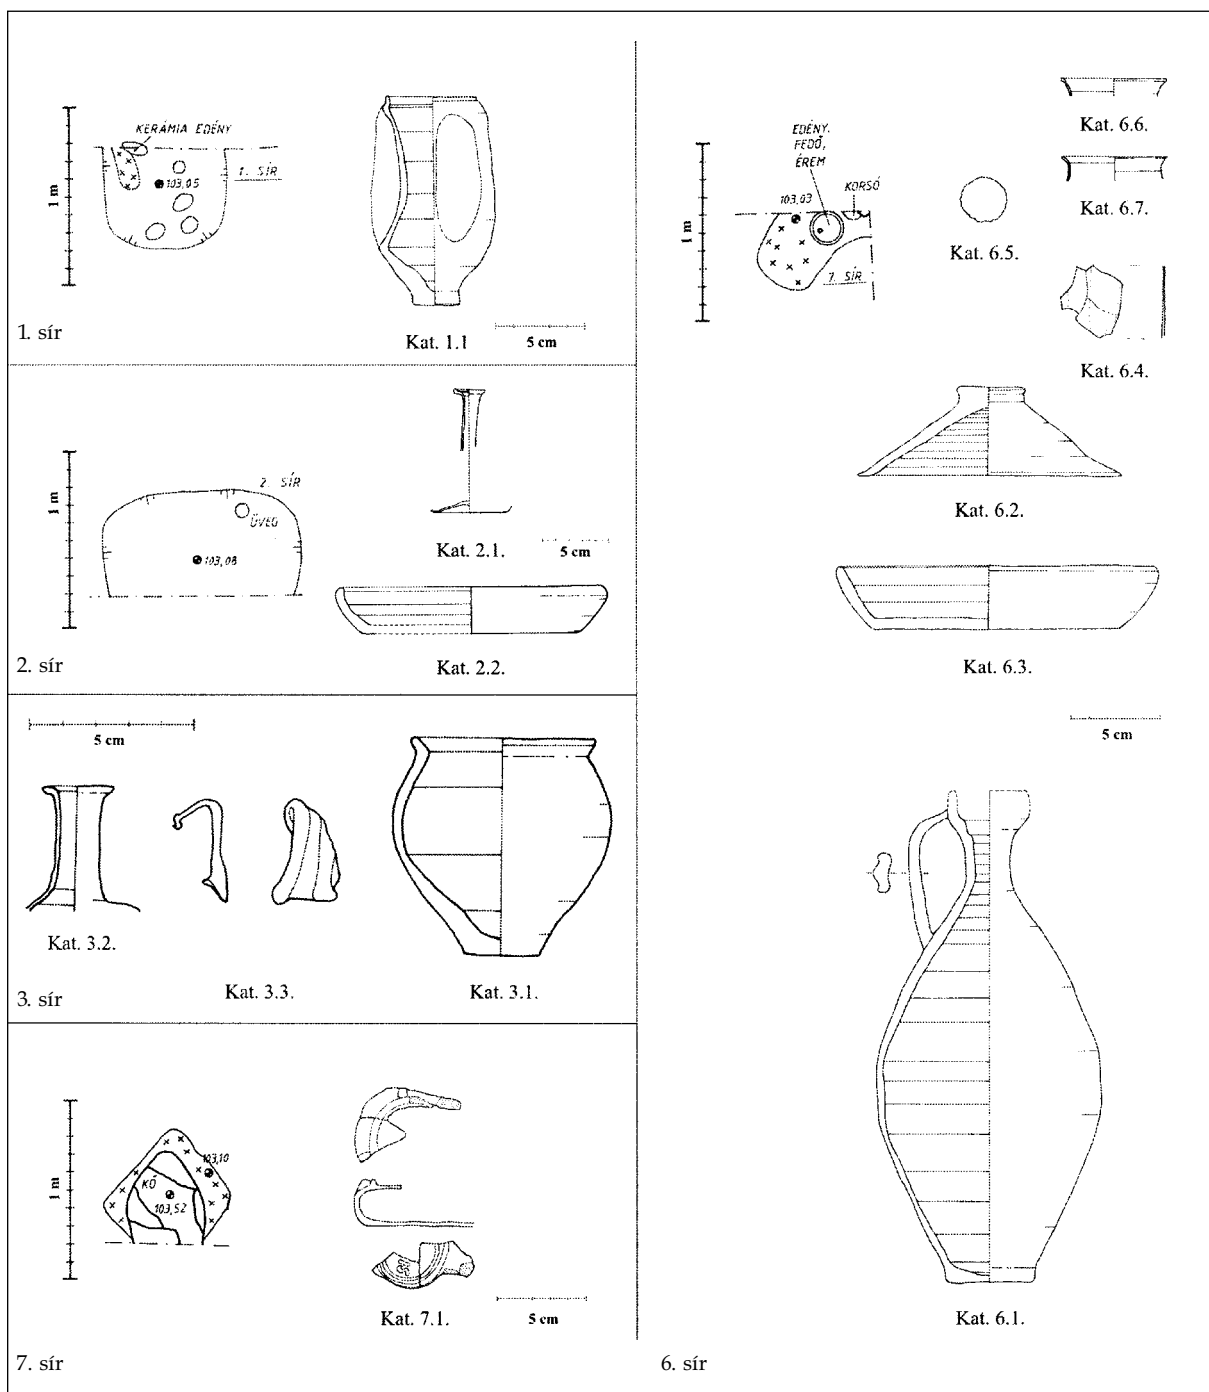 1 m
KERÁMIA EDÉNY
1. SÍR
103,05
1. sír
Kat. 1.1
5 cm
1 m
2. SÍR
ÜVEG
103,08
2. sír
Kat. 2.1.
5 cm
Kat. 2.2.
5 cm
Kat. 3.2.
Kat. 3.3.
Kat. 3.1.
3. sír
1 m
103,10
KŐ
103,52
Kat. 7.1.
5 cm
7. sír
1 m
EDÉNY,
FEDŐ,
ÉREM
KORSÓ
103,03
7. SÍR
Kat. 6.6.
Kat. 6.7.
Kat. 6.5.
Kat. 6.4.
Kat. 6.2.
Kat. 6.3.
5 cm
Kat. 6.1.
6. sír